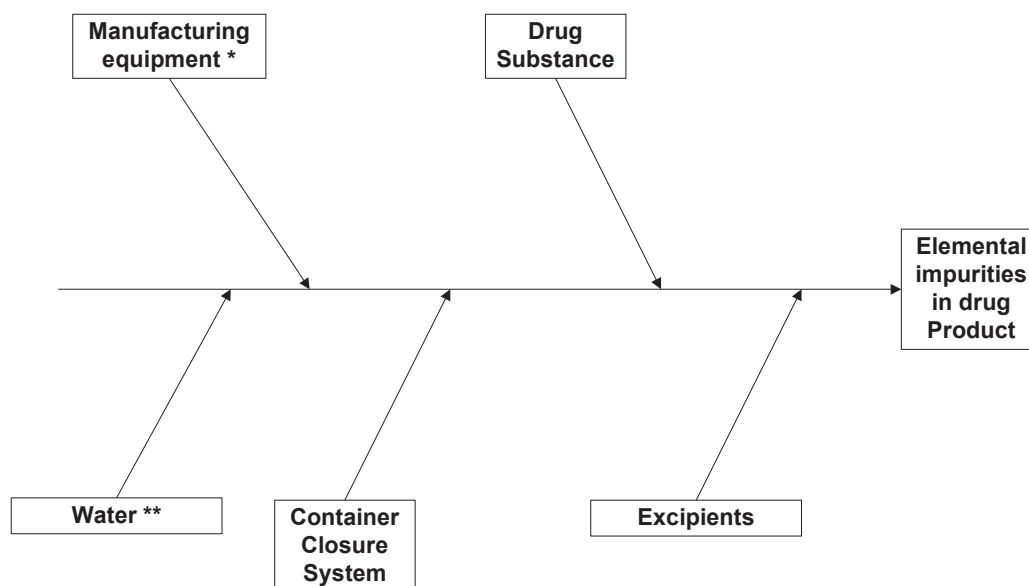 Manufacturing
equipment *
Drug
Substance
Elemental
impurities
in drug
Product
Water **
Container
Closure
System
Excipients